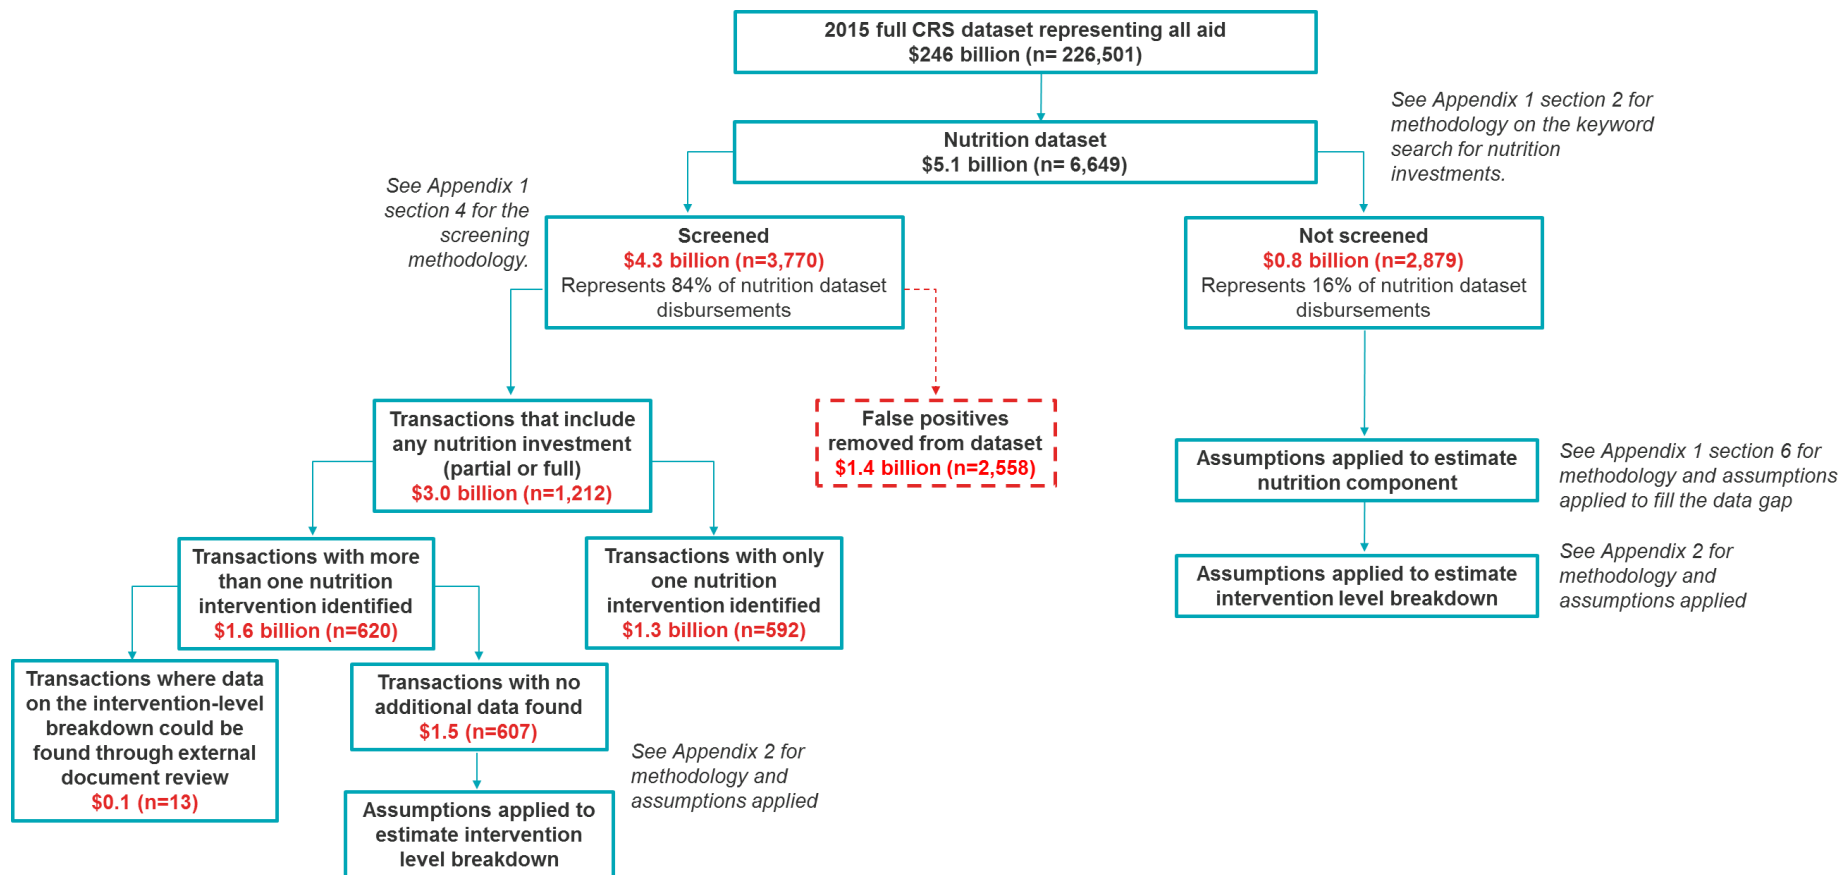 2015 full CRS dataset representing all aid
$246 billion (n= 226,501)
See Appendix 1 section 2 for
methodology on the keyword
search for nutrition
investments.
Nutrition dataset
$5.1 billion (n= 6,649)
See Appendix 1
section 4 for the
screening
methodology.
Screened
$4.3 billion (n=3,770)
Represents 84% of nutrition dataset
disbursements
Not screened
$0.8 billion (n=2,879)
Represents 16% of nutrition dataset
disbursements
Transactions that include
any nutrition investment
(partial or full)
$3.0 billion (n=1,212)
False positives
removed from dataset
$1.4 billion (n=2,558)
Assumptions applied to estimate
nutrition component
See Appendix 1 section 6 for
methodology and assumptions
applied to fill the data gap
Transactions with more
than one nutrition
intervention identified
$1.6 billion (n=620)
Transactions with only
one nutrition
intervention identified
$1.3 billion (n=592)
Assumptions applied to estimate
intervention level breakdown
See Appendix 2 for
methodology and
assumptions applied
Transactions where data
on the intervention-level
breakdown could be
found through external
document review
$0.1 (n=13)
Transactions with no
additional data found
$1.5 (n=607)
See Appendix 2 for
methodology and
assumptions applied
Assumptions applied to
estimate intervention
level breakdown